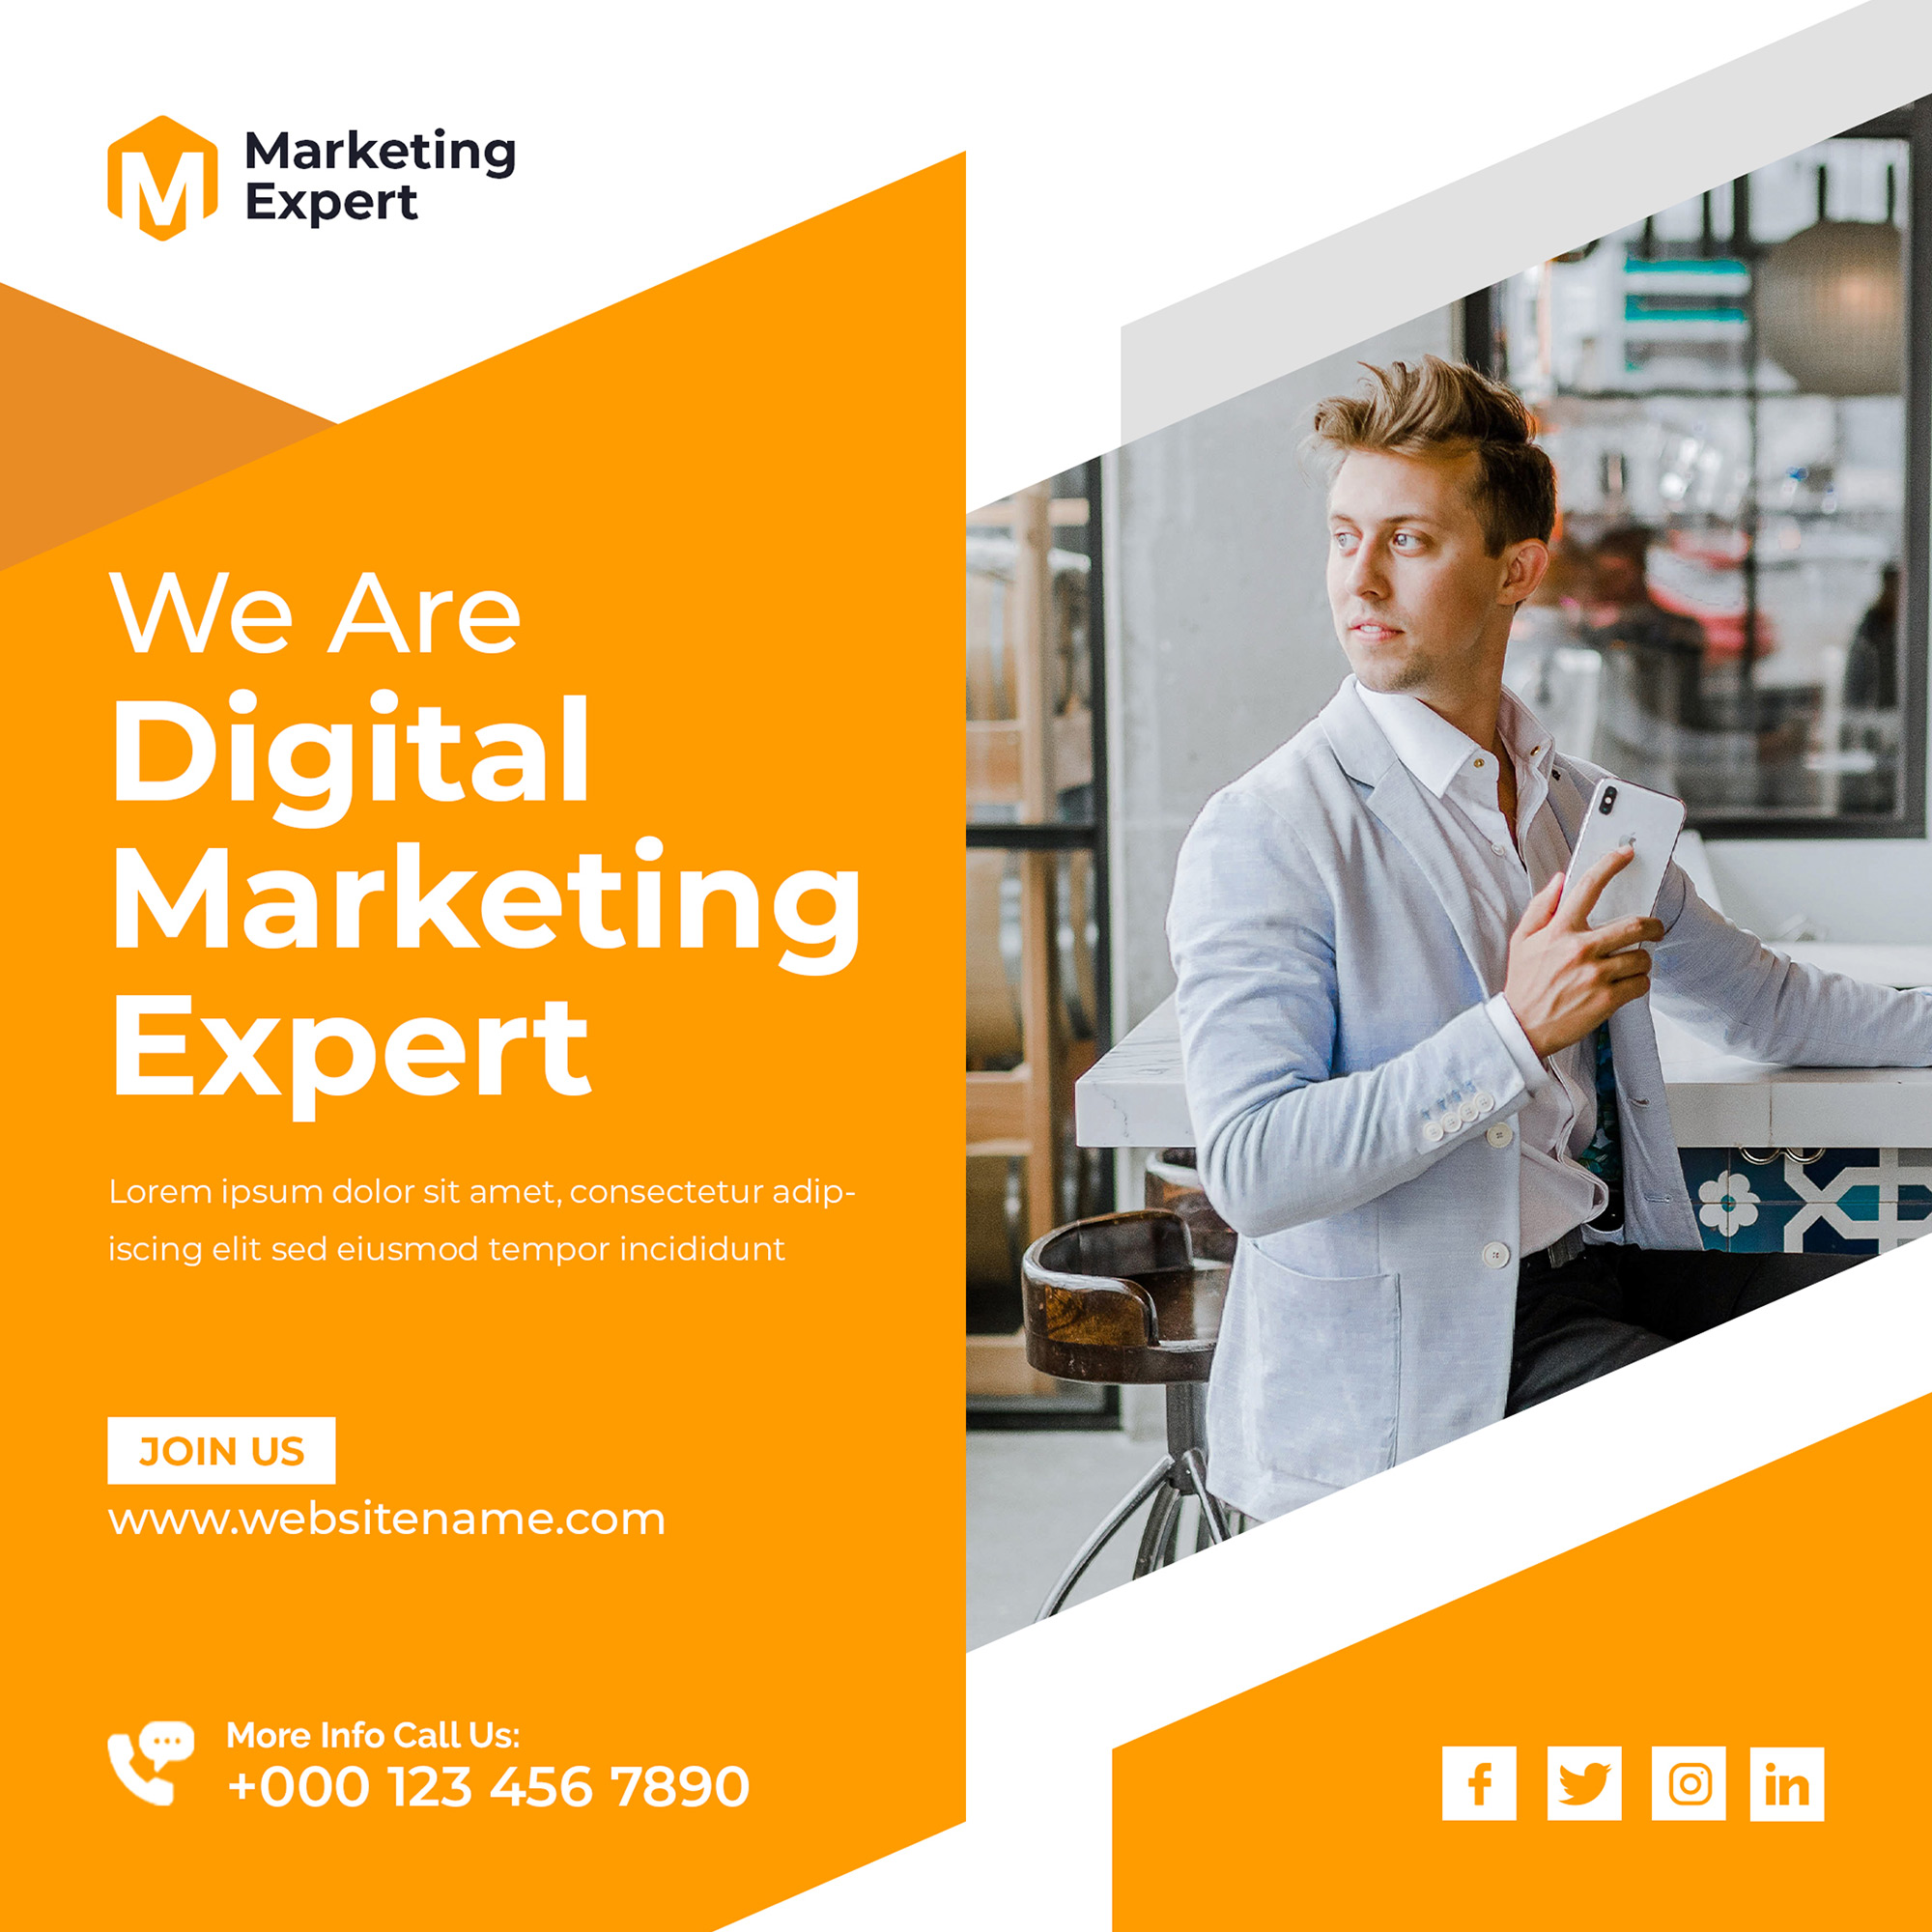 Marketing
Expert
We Are
Digital
Marketing
Expert
Lorem ipsum dolor sit amet, consectetur adip-
iscing elit sed eiusmod tempor incididunt
JOIN US
www.websitename.com
More Info Call Us:
+000 123 456 7890